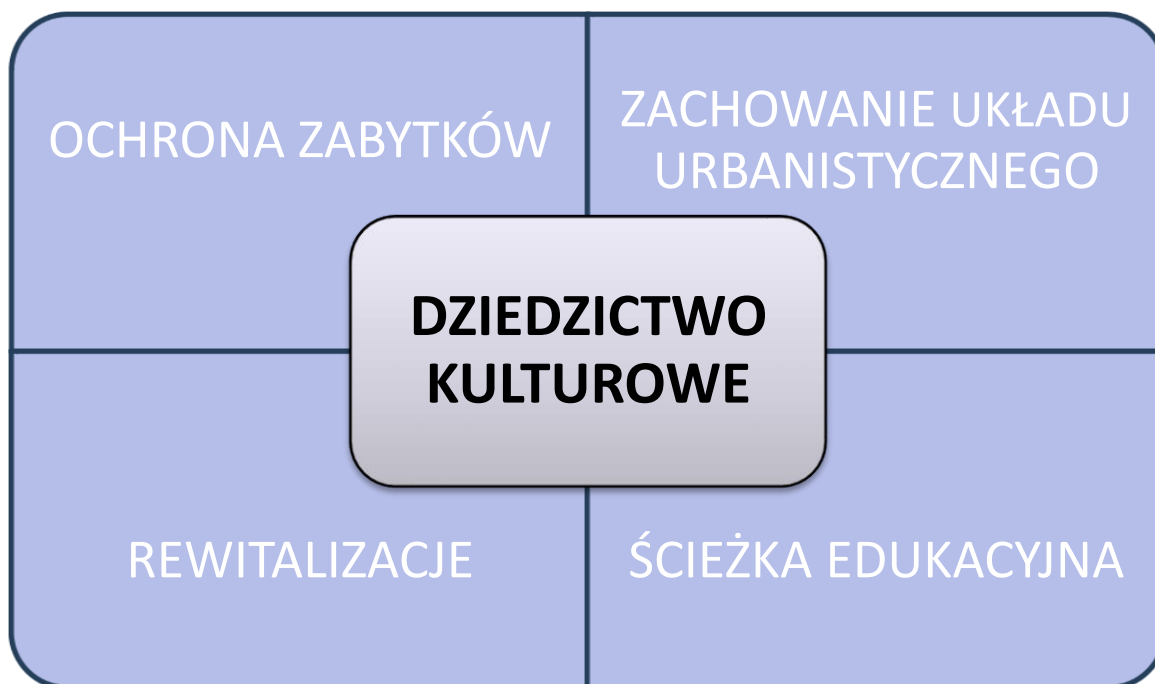 OCHRONA ZABYTKÓW
ZACHOWANIE UKŁADU
URBANISTYCZNEGO
DZIEDZICTWO
KULTUROWE
REWITALIZACJE
ŚCIEŻKA EDUKACYJNA